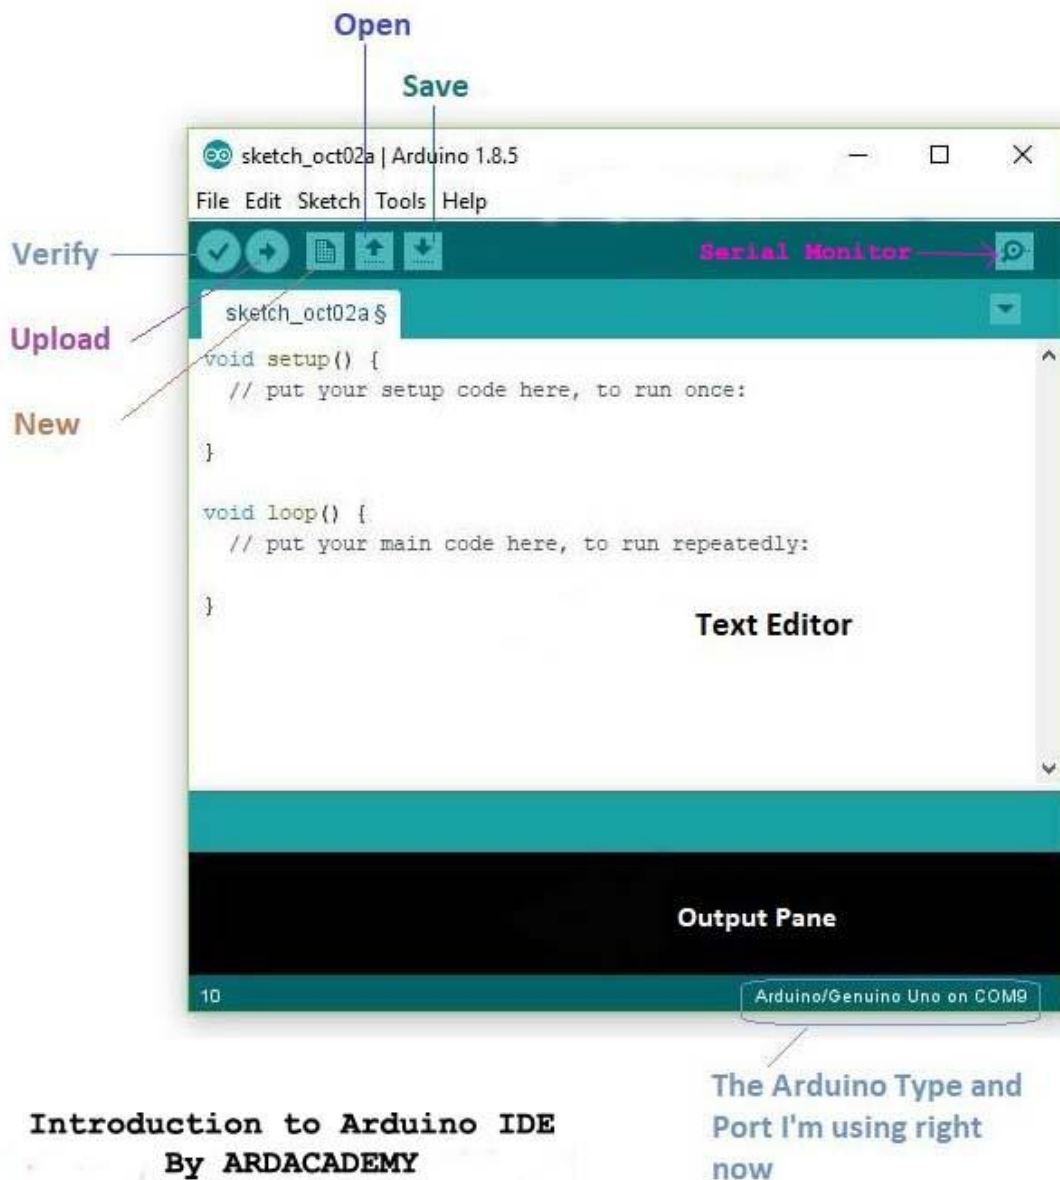 Open
Save
sketch_oct02a | Arduino 1.8.5
File Edit Sketch Tools Help
Verify
Serial Monitor
sketch_oct02a §
Upload
void setup() {
// put your setup code here, to run once:
New
}
void loop() {
// put your main code here, to run repeatedly:
}
Text Editor
Output Pane
10
Arduino/Genuino Uno on COM9
The Arduino Type and
Port I'm using right
now
Introduction to Arduino IDE
By ARDACADEMY